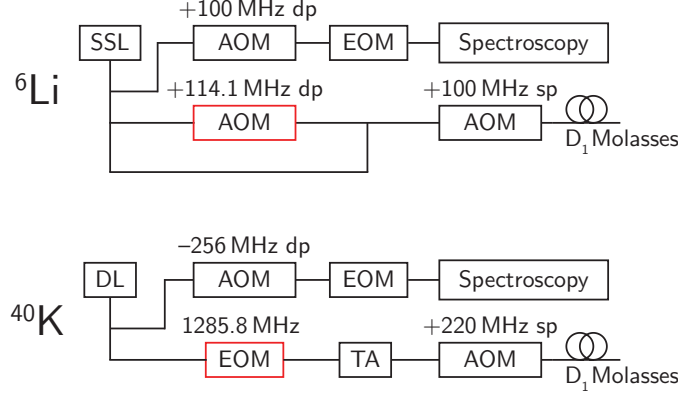 +100 MHz dp
SSL AOM EOM Spectroscopy
⁶Li
+114.1 MHz dp +100 MHz sp
AOM AOM
D₁ Molasses
–256 MHz dp
DL AOM EOM Spectroscopy
⁴⁰K
1285.8 MHz +220 MHz sp
EOM TA AOM
D₁ Molasses